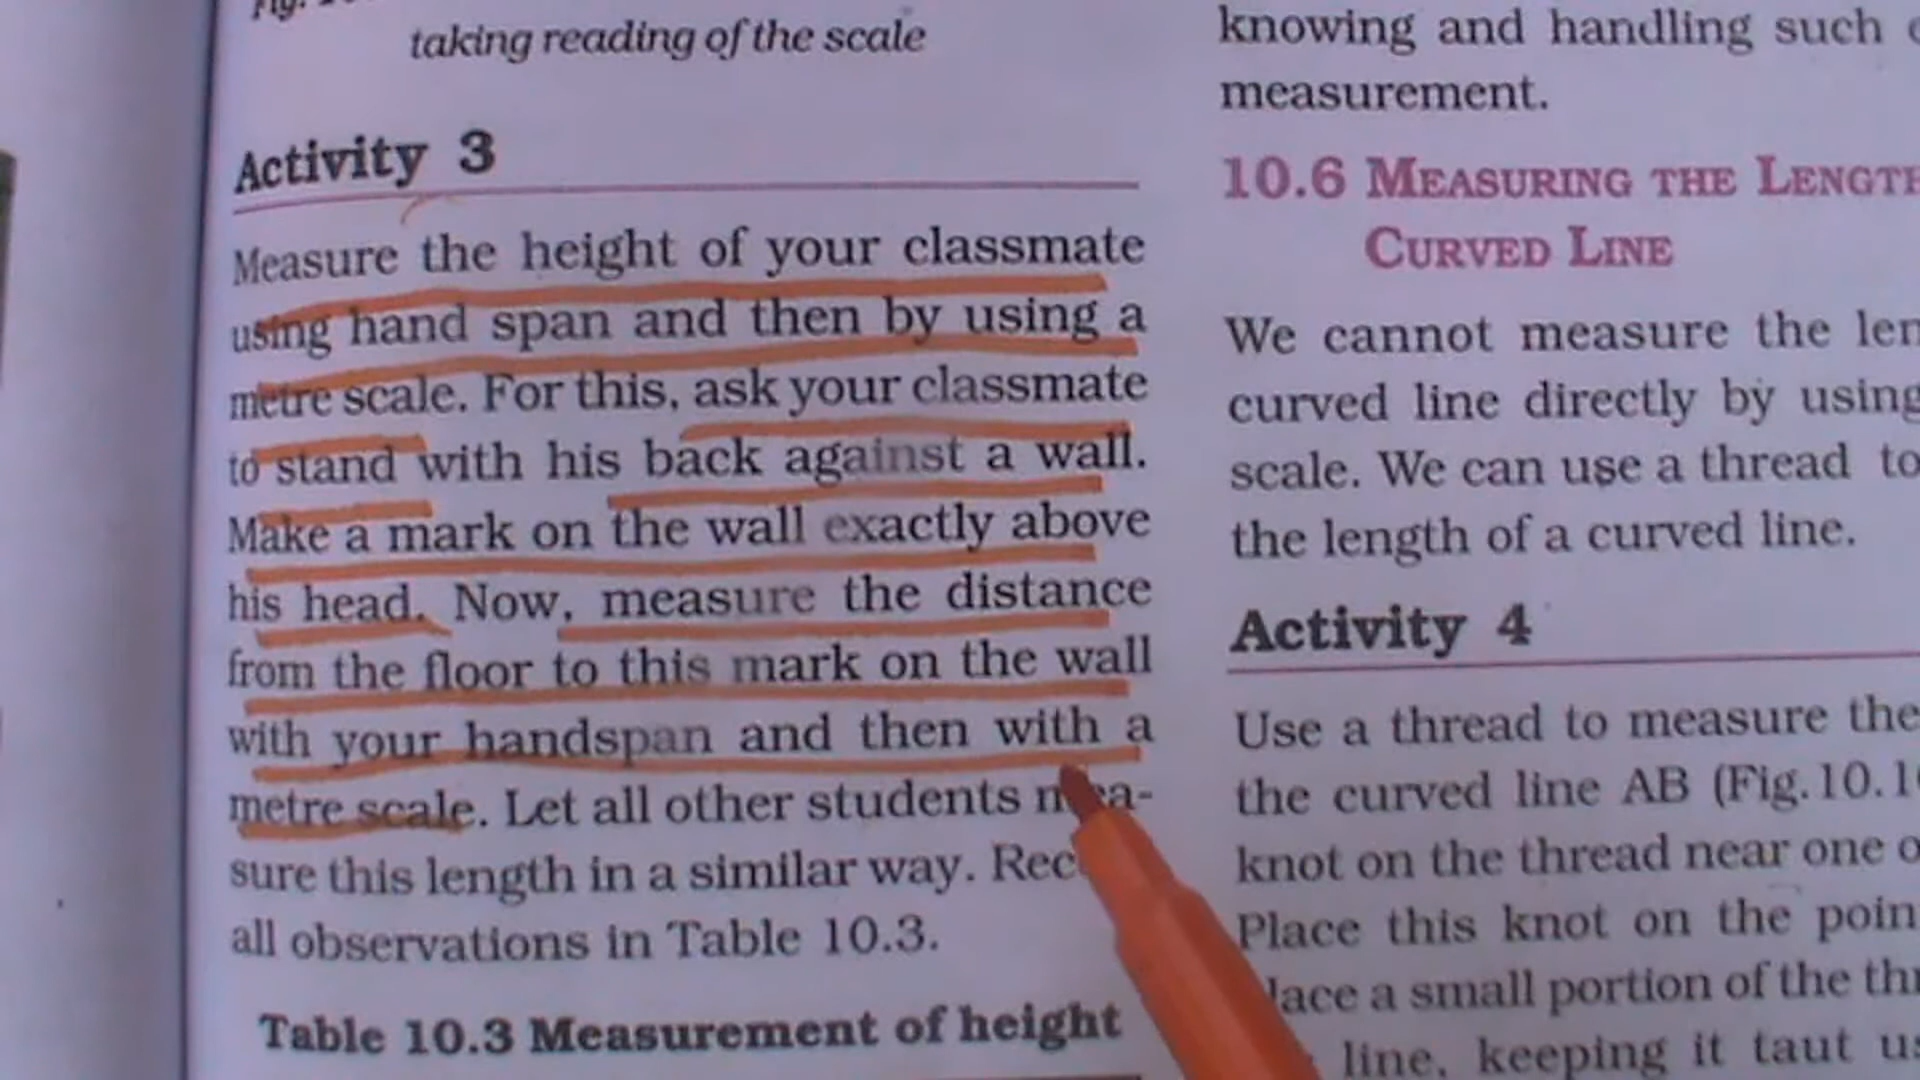 taking reading of the scale
Activity 3
Measure the height of your classmate
using hand span and then by using a
metre scale. For this, ask your classmate
to stand with his back against a wall.
Make a mark on the wall exactly above
his head. Now, measure the distance
from the floor to this mark on the wall
with your handspan and then with a
metre scale. Let all other students mea-
sure this length in a similar way.
all observations in Table 10.3.
Table 10.3 Measurement of height
knowing and handling such
measurement.
10.6 MEASURING THE LENGTH
CURVED LINE
We cannot measure the
curved line directly by using
scale. We can use a thread to
the length of a curved line.
Activity 4
Use a thread to measure the
the curved line AB (Fig.10.1
knot on the thread near one
Place this knot on the
a small portion of the
line, keeping it taut